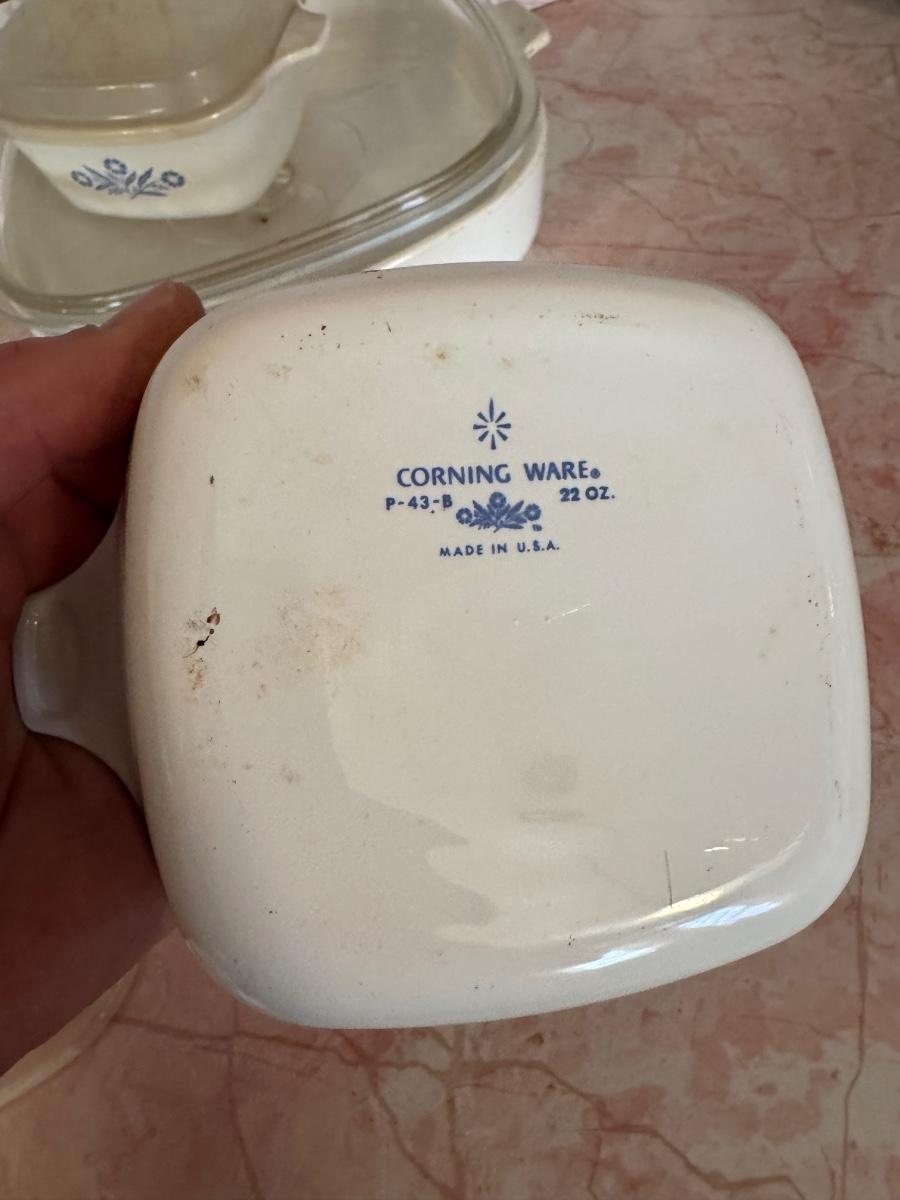 CORNING WARE®
P-43-B 22 OZ.
MADE IN U.S.A.